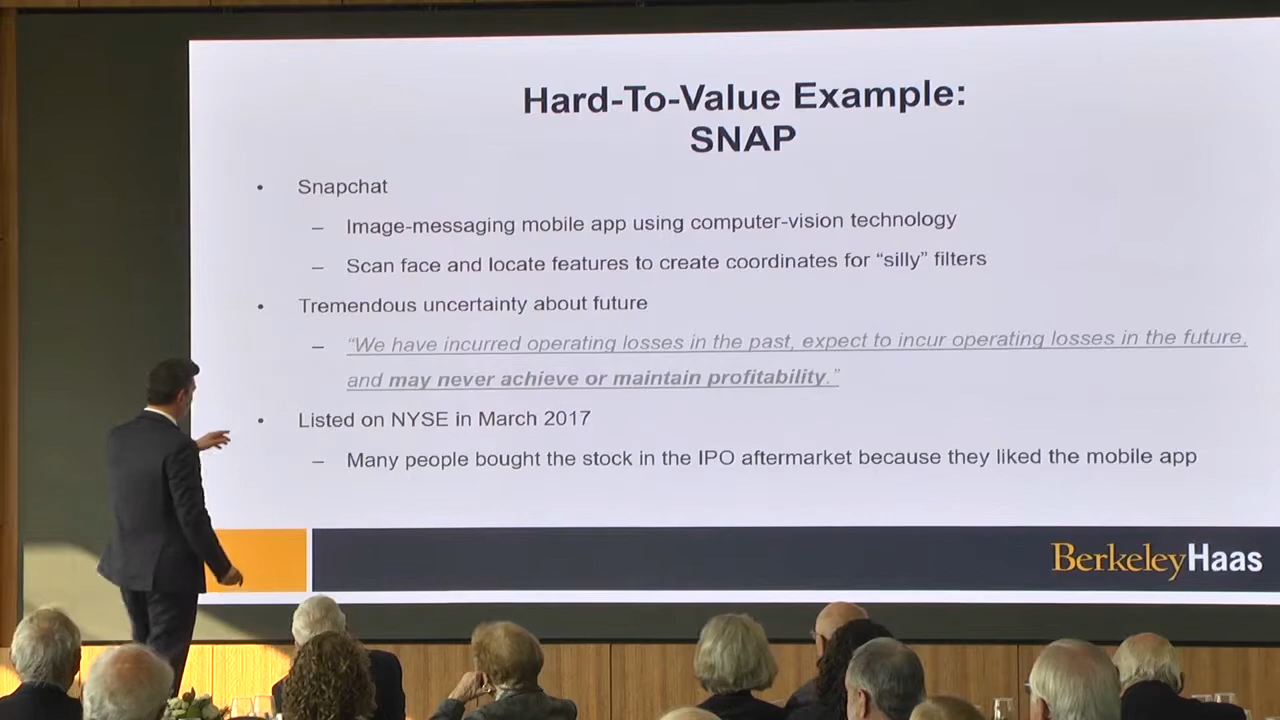 Hard-To-Value Example:
SNAP
• Snapchat
– Image-messaging mobile app using computer-vision technology
– Scan face and locate features to create coordinates for “silly” filters
• Tremendous uncertainty about future
– “We have incurred operating losses in the past, expect to incur operating losses in the future,
and may never achieve or maintain profitability.”
• Listed on NYSE in March 2017
– Many people bought the stock in the IPO aftermarket because they liked the mobile app
BerkeleyHaas